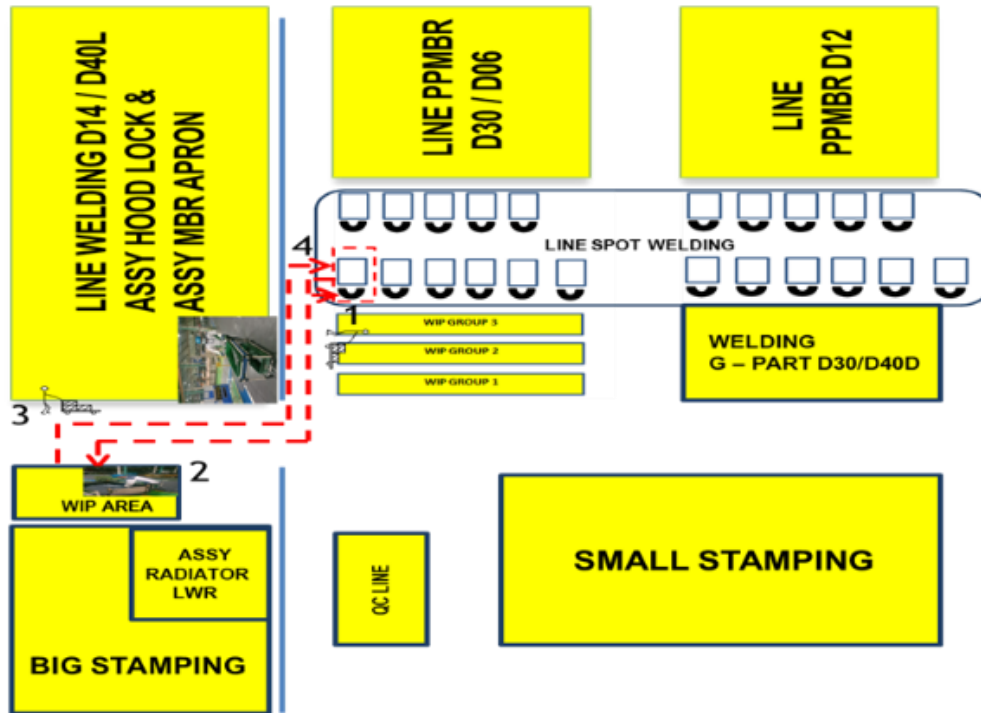 LINE WELDING D14 / D40L
ASSY HOOD LOCK &
ASSY MBR APRON
LINE PPMBR
D30 / D06
LINE
PPMBR D12
4
LINE SPOT WELDING
1
WIP GROUP 3
WIP GROUP 2
WIP GROUP 1
WELDING
G – PART D30/D40D
3
2
WIP AREA
ASSY
RADIATOR
LWR
BIG STAMPING
QC LINE
SMALL STAMPING